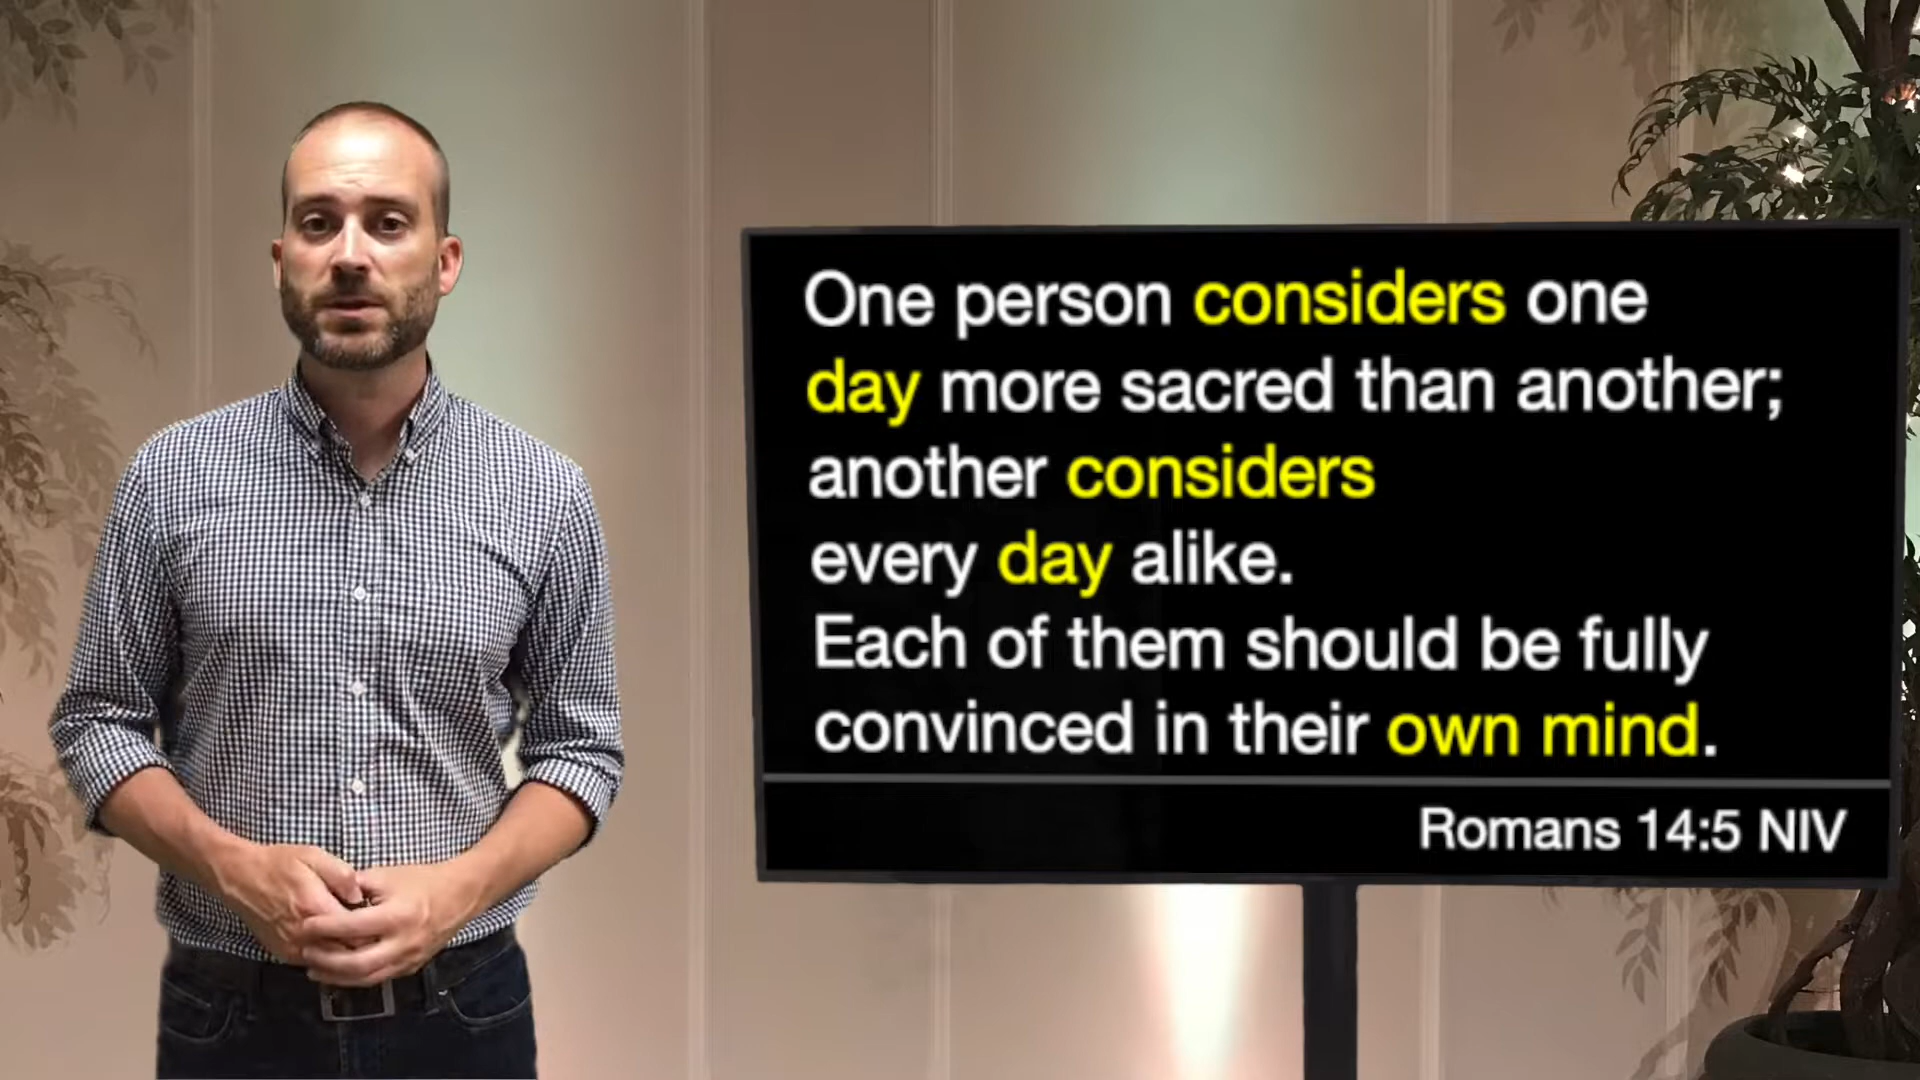 One person considers one
day more sacred than another;
another considers
every day alike.
Each of them should be fully
convinced in their own mind.
Romans 14:5 NIV